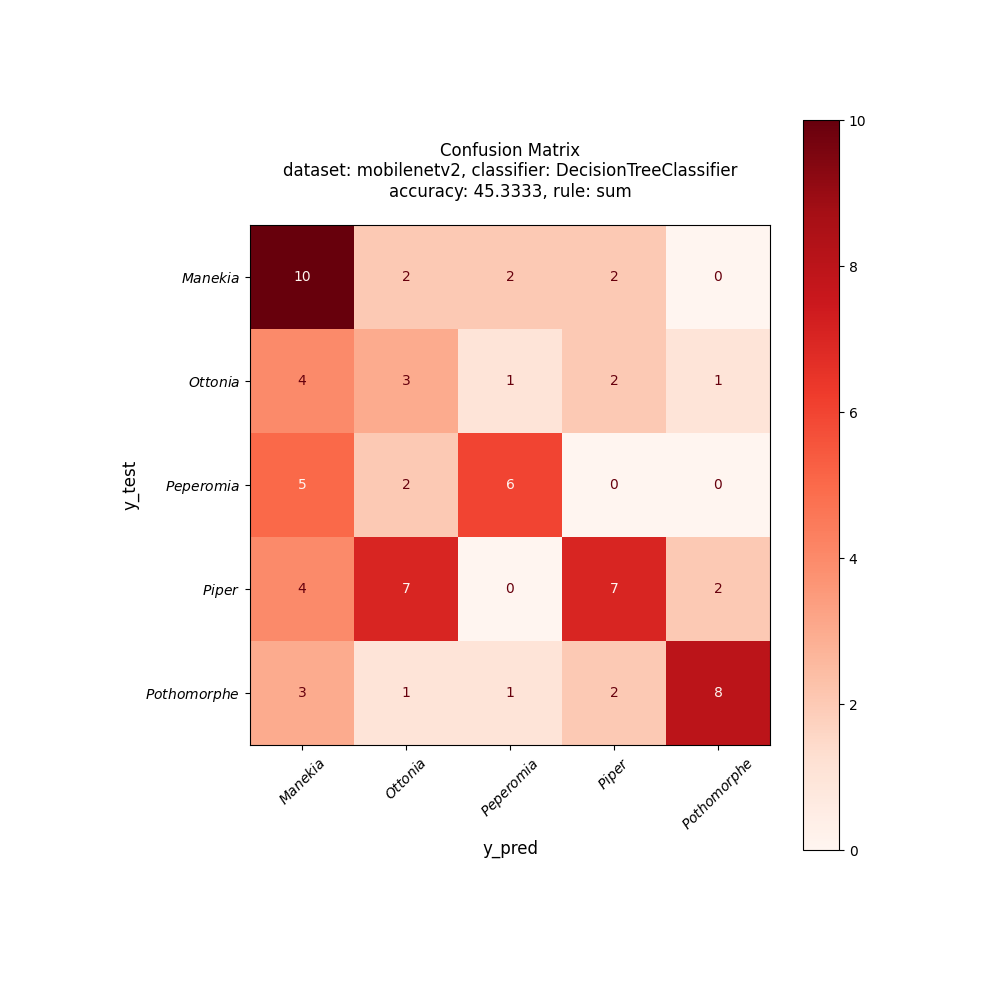 Confusion Matrix
dataset: mobilenetv2, classifier: DecisionTreeClassifier
accuracy: 45.3333, rule: sum
10
8
6
4
2
0
y_test
Manekia 10 2 2 2 0
Ottonia 4 3 1 2 1
Peperomia 5 2 6 0 0
Piper 4 7 0 7 2
Pothomorphe 3 1 1 2 8
Manekia Ottonia Peperomia Piper Pothomorphe
y_pred